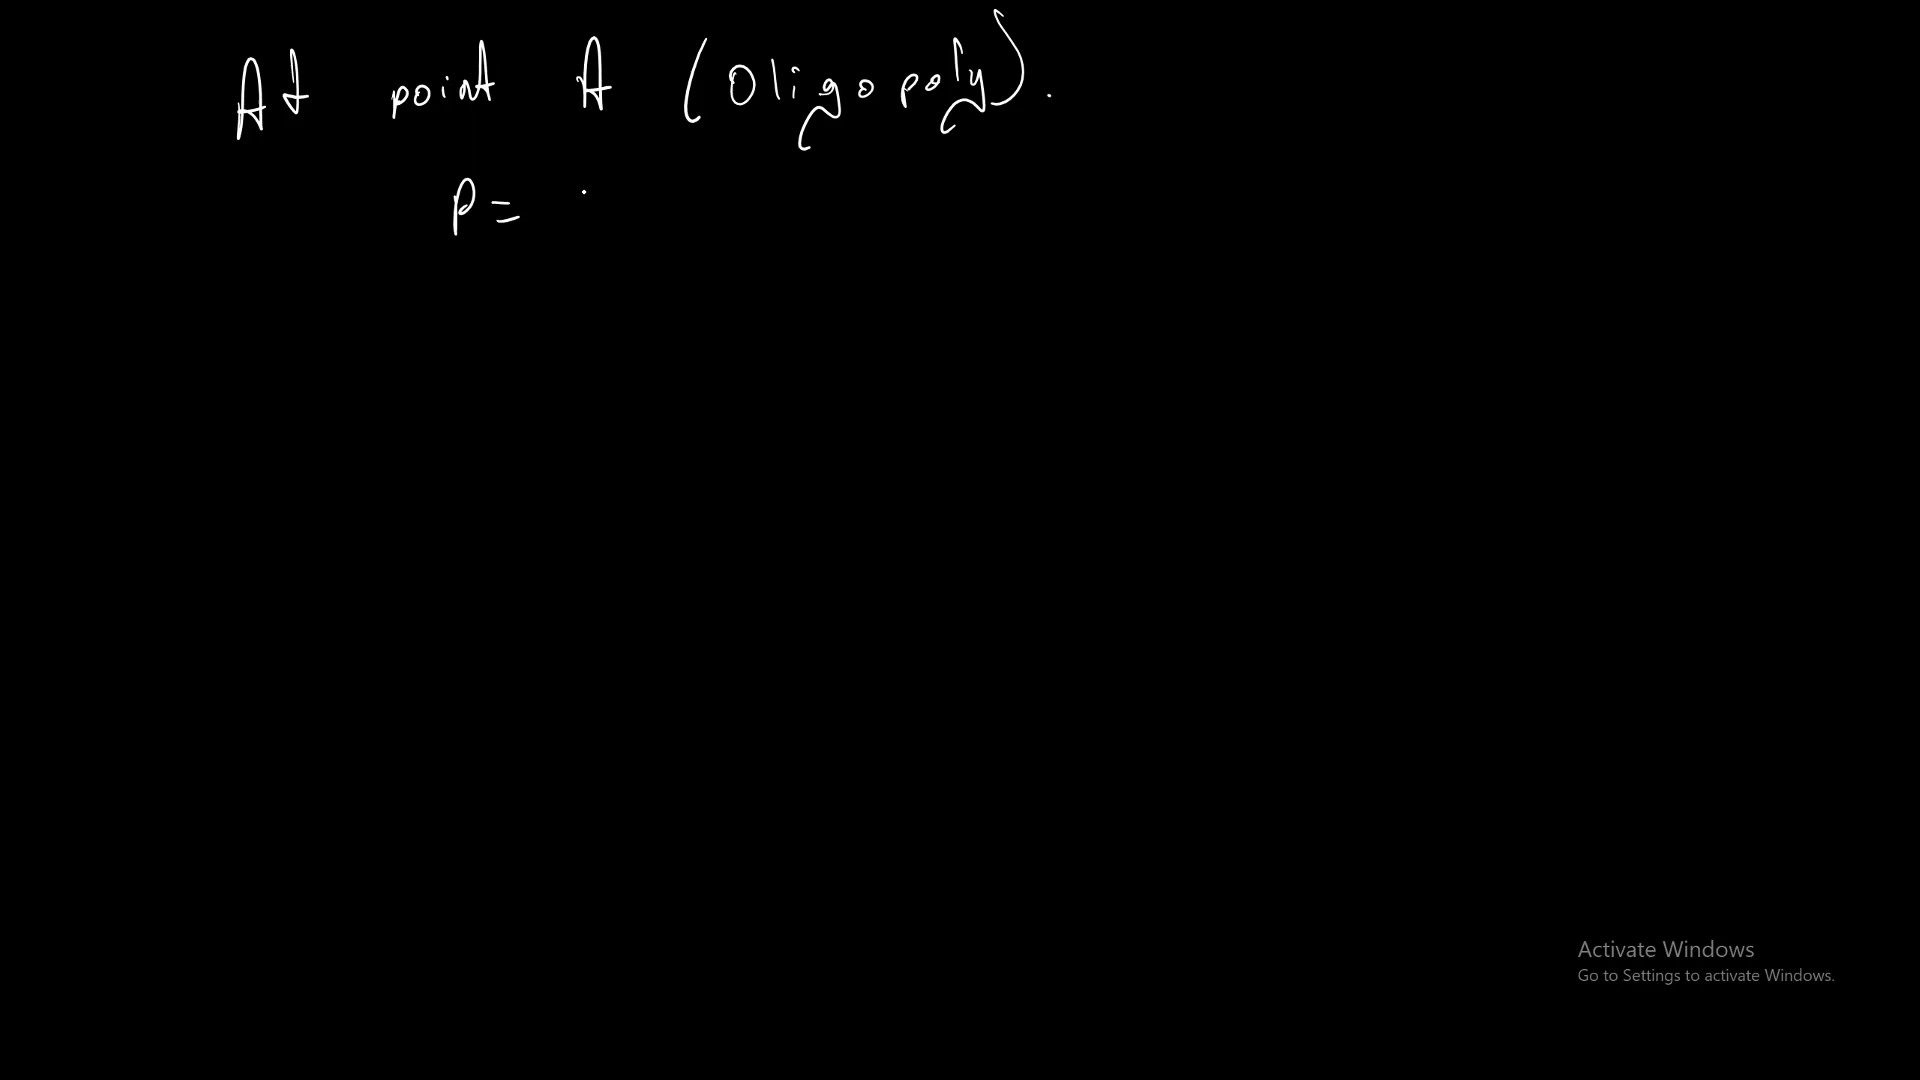 At point A (Oligopoly).
P=
Activate Windows
Go to Settings to activate Windows.